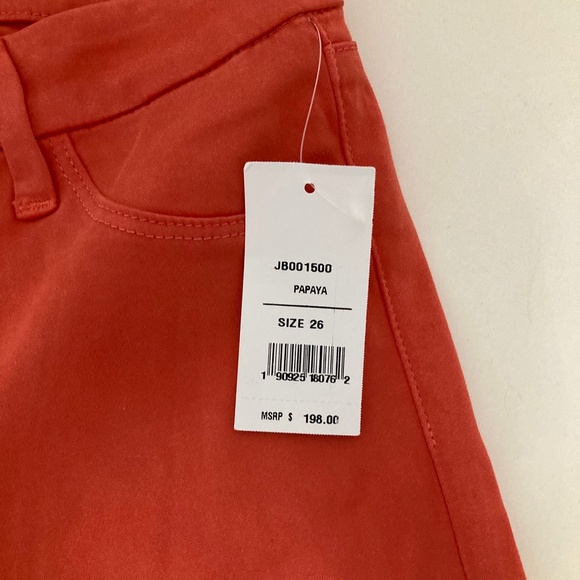 JB001500
PAPAYA
SIZE 26
1 90925 18076 2
MSRP $ 198.00